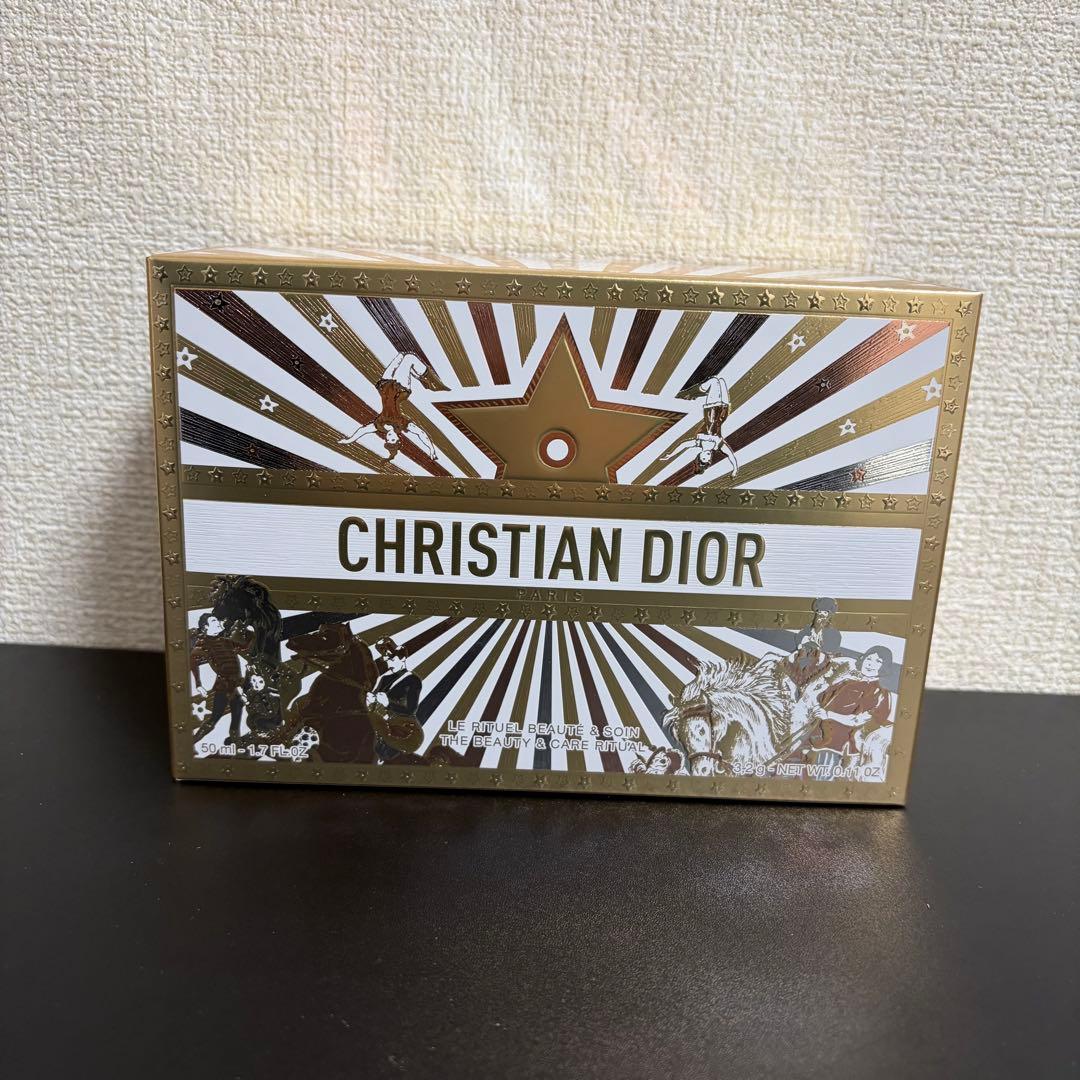 CHRISTIAN DIOR
PARIS
LE RITUEL BEAUTÉ & SOIN
THE BEAUTY & CARE RITUAL
50 ml - 1.7 FL.OZ
3.2 g - NET WT. 0.11 OZ